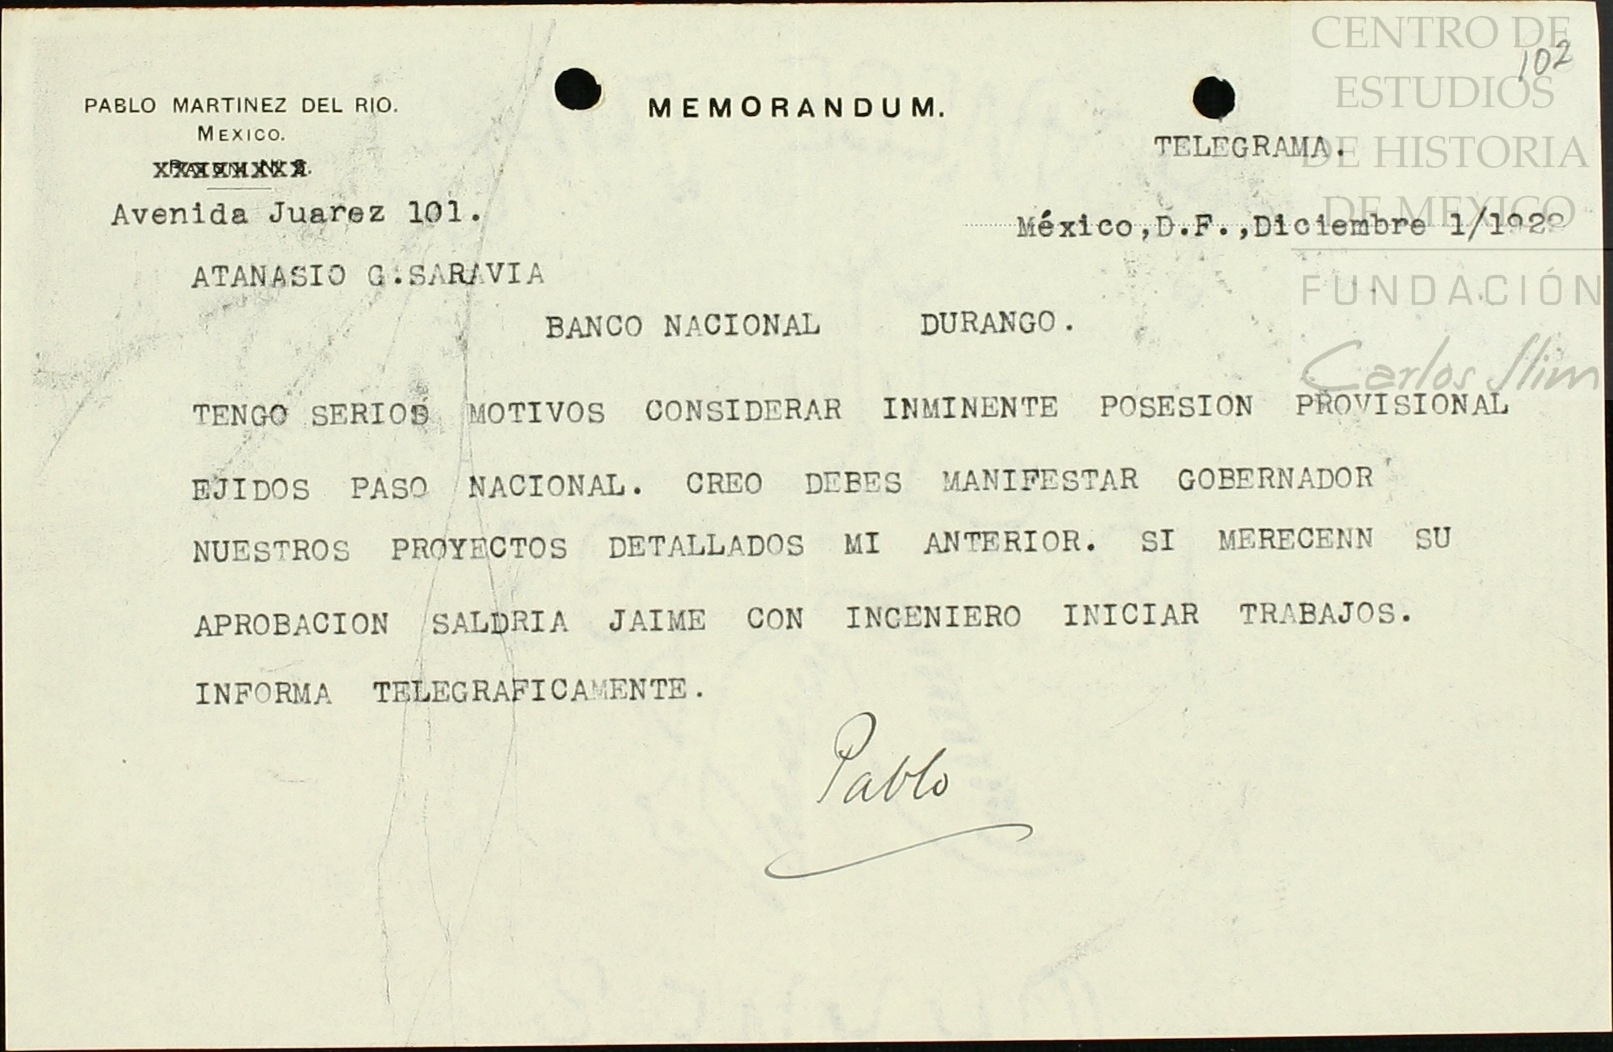 CENTRO DE
ESTUDIOS
DE HISTORIA
DE MEXICO
FUNDACIÓN
Carlos Slim
102
PABLO MARTINEZ DEL RIO.
MEXICO.
Avenida Juarez 101.
MEMORANDUM.
TELEGRAMA.
México,D.F.,Diciembre 1/1922
ATANASIO G.SARAVIA
BANCO NACIONAL DURANGO.
TENGO SERIOS MOTIVOS CONSIDERAR INMINENTE POSESION PROVISIONAL
EJIDOS PASO NACIONAL. CREO DEBES MANIFESTAR GOBERNADOR
NUESTROS PROYECTOS DETALLADOS MI ANTERIOR. SI MERECENN SU
APROBACION SALDRIA JAIME CON INGENIERO INICIAR TRABAJOS.
INFORMA TELEGRAFICAMENTE.
Pablo